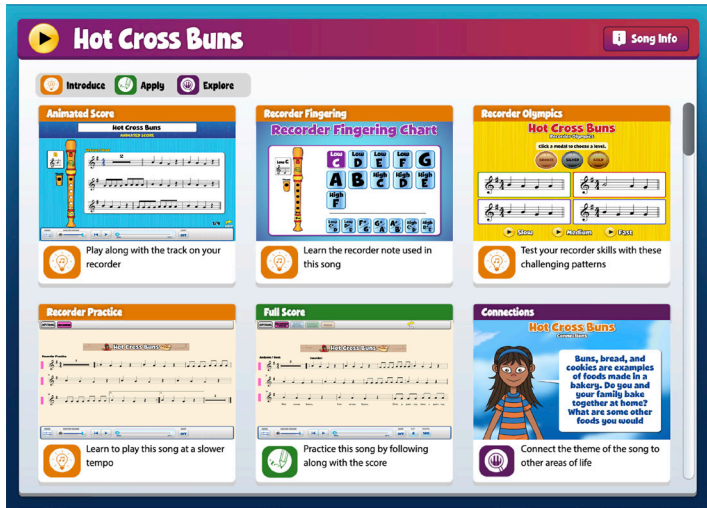 Hot Cross Buns
Song Info
Introduce
Apply
Explore
Animated Score
Hot Cross Buns
ANIMATED SCORE
Play along with the track on your
recorder
Recorder Fingering
Recorder Fingering Chart
Low C
Low C
Low D
Low E
Low F
G
A
B
High C
High D
High E
High F
Learn the recorder note used in
this song
Recorder Olympics
Hot Cross Buns
Recorder Olympics
Click a medal to choose a level.
BRONZE
SILVER
GOLD
Slow
Medium
Fast
Test your recorder skills with these
challenging patterns
Recorder Practice
Hot Cross Buns
Recorder Practice
Learn to play this song at a slower
tempo
Full Score
Hot Cross Buns
Practice this song by following
along with the score
Connections
Hot Cross Buns
Connections
Buns, bread, and
cookies are examples
of foods made in a
bakery. Do you and
your family bake
together at home?
What are some other
foods you would
Connect the theme of the song to
other areas of life